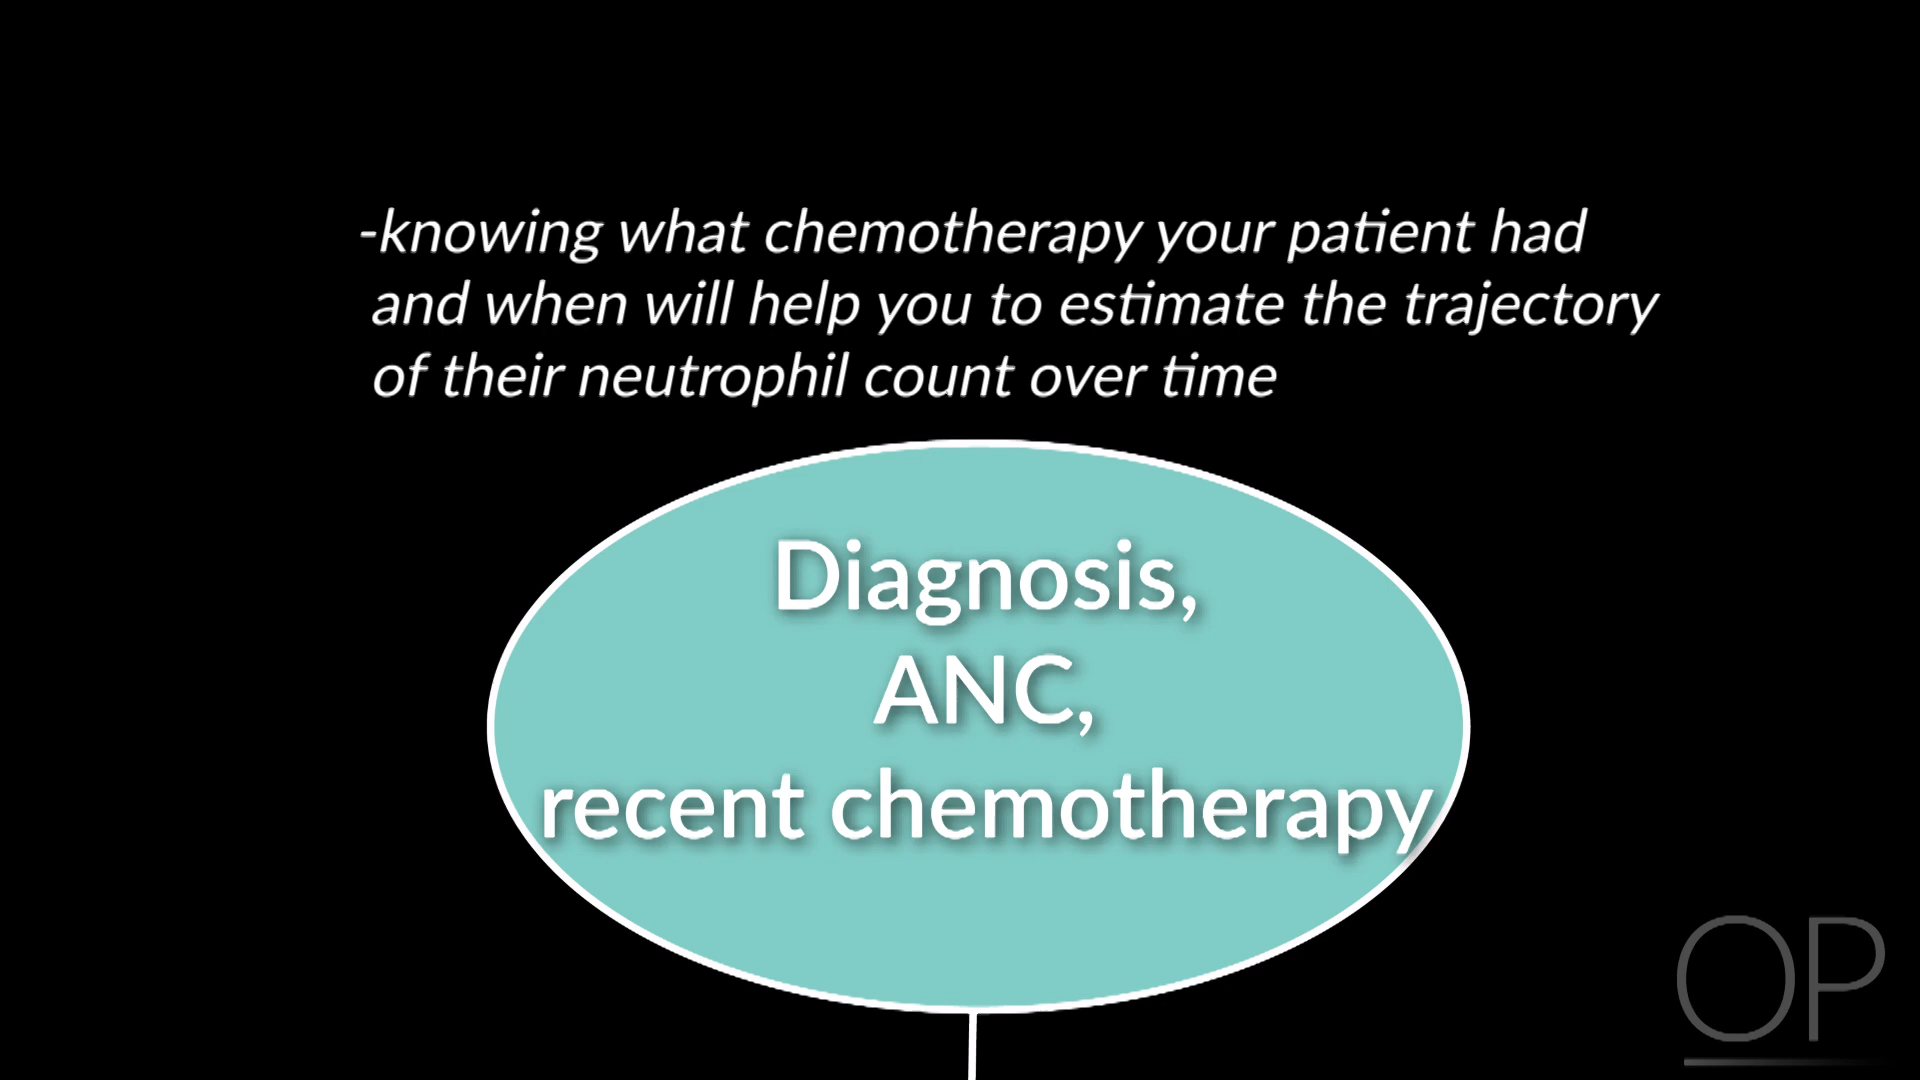 -knowing what chemotherapy your patient had
and when will help you to estimate the trajectory
of their neutrophil count over time
Diagnosis,
ANC,
recent chemotherapy
OP